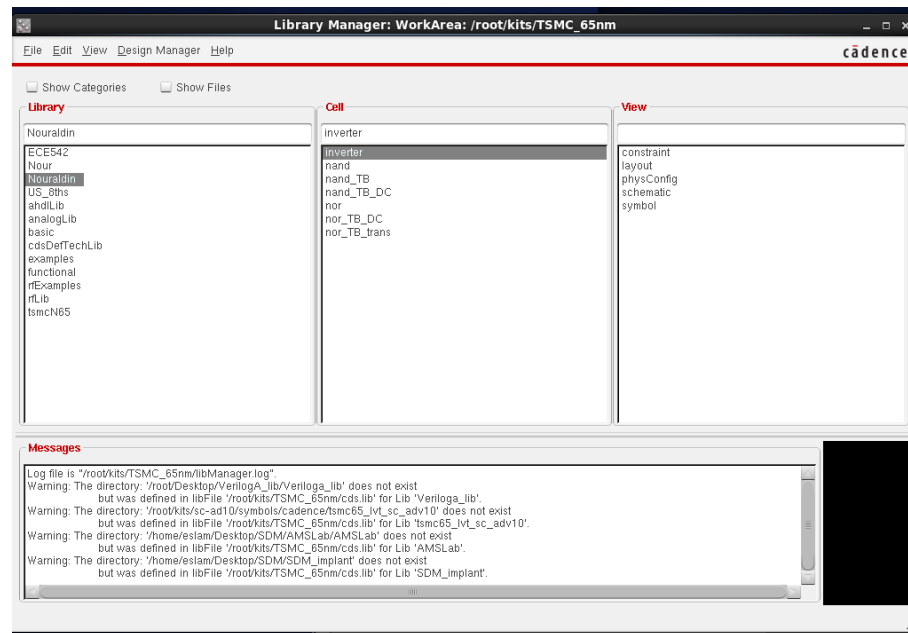 Library Manager: WorkArea: /root/kits/TSMC_65nm
File Edit View Design Manager Help
cādence
Show Categories Show Files
Library
Nouraldin
ECE542
Nour
Nouraldin
US_8ths
ahdlLib
analogLib
basic
cdsDefTechLib
examples
functional
rfExamples
rfLib
tsmcN65
Cell
inverter
inverter
nand
nand_TB
nand_TB_DC
nor
nor_TB_DC
nor_TB_trans
View
constraint
layout
physConfig
schematic
symbol
Messages
Log file is "/root/kits/TSMC_65nm/libManager.log".
Warning: The directory: '/root/Desktop/VerilogA_lib/Veriloga_lib' does not exist
but was defined in libFile '/root/kits/TSMC_65nm/cds.lib' for Lib 'Veriloga_lib'.
Warning: The directory: '/root/kits/sc-ad10/symbols/cadence/tsmc65_lvt_sc_adv10' does not exist
but was defined in libFile '/root/kits/TSMC_65nm/cds.lib' for Lib 'tsmc65_lvt_sc_adv10'.
Warning: The directory: '/home/eslam/Desktop/SDM/AMSLab/AMSLab' does not exist
but was defined in libFile '/root/kits/TSMC_65nm/cds.lib' for Lib 'AMSLab'.
Warning: The directory: '/home/eslam/Desktop/SDM/SDM_implant' does not exist
but was defined in libFile '/root/kits/TSMC_65nm/cds.lib' for Lib 'SDM_implant'.